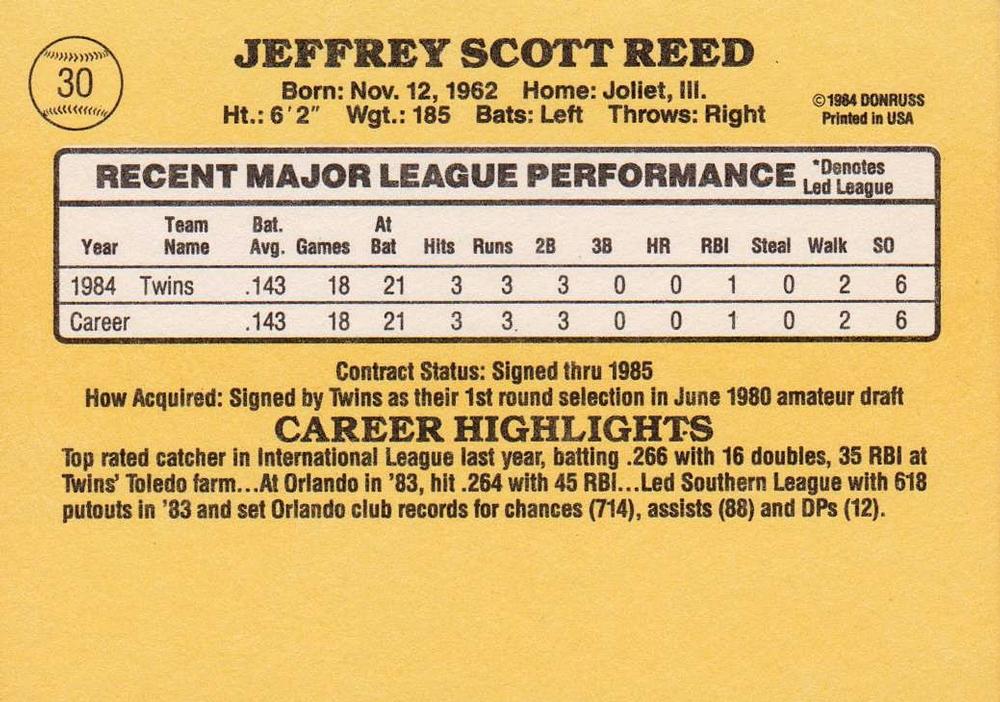 30
JEFFREY SCOTT REED
Born: Nov. 12, 1962 Home: Joliet, Ill.
Ht.: 6'2" Wgt.: 185 Bats: Left Throws: Right
©1984 DONRUSS
Printed in USA
RECENT MAJOR LEAGUE PERFORMANCE
*Denotes
Led League
Year Team Name Bat. Avg. Games At Bat Hits Runs 2B 3B HR RBI Steal Walk SO
1984 Twins .143 18 21 3 3 3 0 0 1 0 2 6
Career .143 18 21 3 3 3 0 0 1 0 2 6
Contract Status: Signed thru 1985
How Acquired: Signed by Twins as their 1st round selection in June 1980 amateur draft
CAREER HIGHLIGHTS
Top rated catcher in International League last year, batting .266 with 16 doubles, 35 RBI at
Twins' Toledo farm...At Orlando in '83, hit .264 with 45 RBI...Led Southern League with 618
putouts in '83 and set Orlando club records for chances (714), assists (88) and DPs (12).